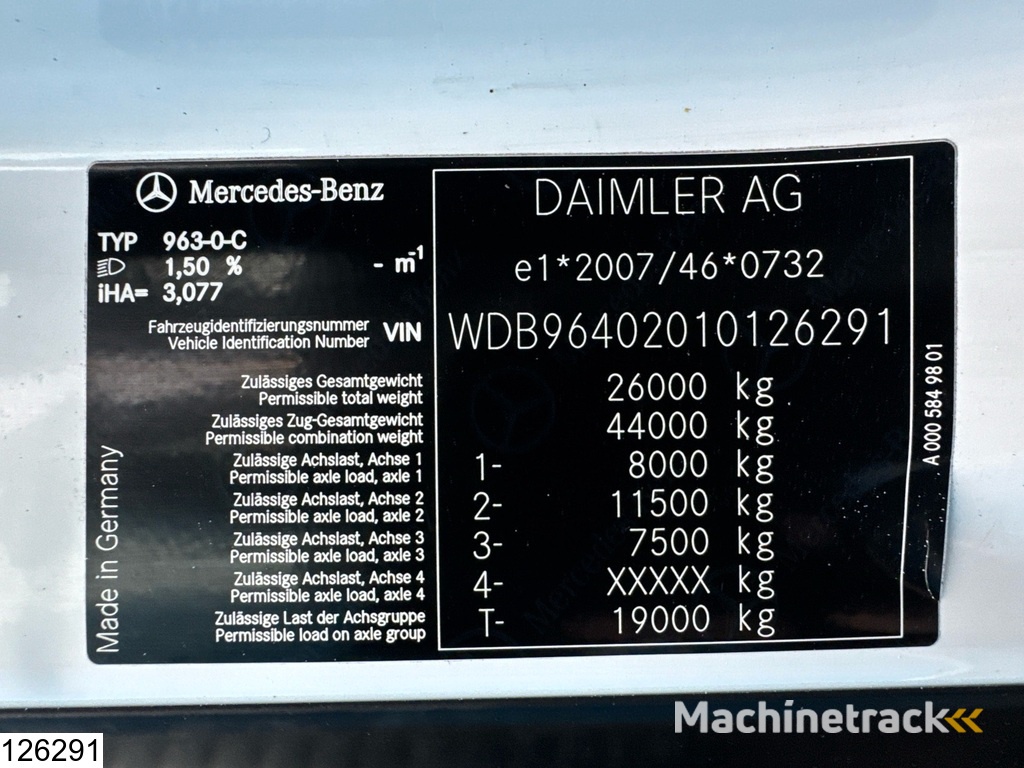 Mercedes-Benz
TYP 963-0-C
1,50 % - m-1
iHA= 3,077
DAIMLER AG
e1*2007/46*0732
Fahrzeugidentifizierungsnummer
Vehicle Identification Number VIN WDB96402010126291
Zulässiges Gesamtgewicht
Permissible total weight 26000 kg
Zulässiges Zug-Gesamtgewicht
Permissible combination weight 44000 kg
Zulässige Achslast, Achse 1
Permissible axle load, axle 1 1- 8000 kg
Zulässige Achslast, Achse 2
Permissible axle load, axle 2 2- 11500 kg
Zulässige Achslast, Achse 3
Permissible axle load, axle 3 3- 7500 kg
Zulässige Achslast, Achse 4
Permissible axle load, axle 4 4- XXXXX kg
Zulässige Last der Achsgruppe
Permissible load on axle group T- 19000 kg
Made in Germany
A 000 584 98 01
Machinetrack
126291